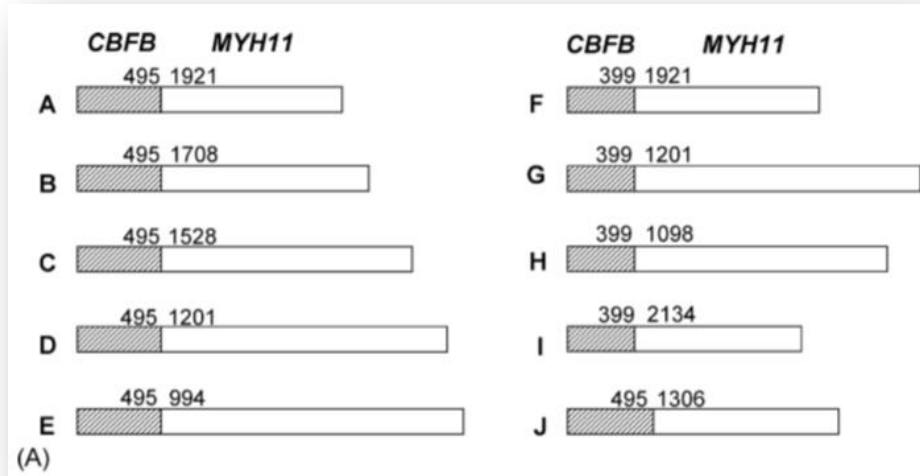 CBFB MYH11
495 1921
A
495 1708
B
495 1528
C
495 1201
D
495 994
E
(A)
CBFB MYH11
399 1921
F
399 1201
G
399 1098
H
399 2134
I
495 1306
J